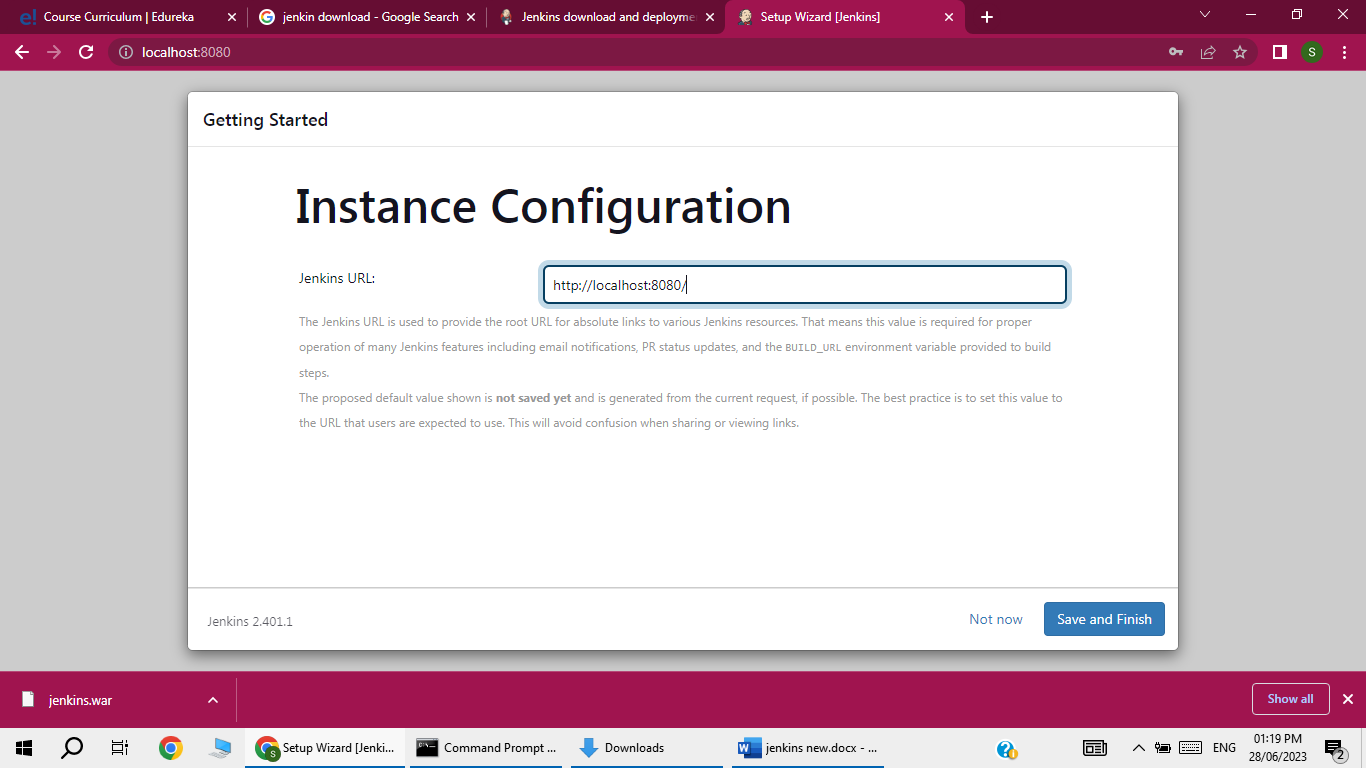 e! Course Curriculum | Edureka
jenkin download - Google Search
Jenkins download and deployme
Setup Wizard [Jenkins]
localhost:8080
S
Getting Started
Instance Configuration
Jenkins URL:
http://localhost:8080/
The Jenkins URL is used to provide the root URL for absolute links to various Jenkins resources. That means this value is required for proper
operation of many Jenkins features including email notifications, PR status updates, and the BUILD_URL environment variable provided to build
steps.
The proposed default value shown is not saved yet and is generated from the current request, if possible. The best practice is to set this value to
the URL that users are expected to use. This will avoid confusion when sharing or viewing links.
Jenkins 2.401.1
Not now
Save and Finish
jenkins.war
Show all
S
Setup Wizard [Jenki...
Command Prompt ...
Downloads
W
jenkins new.docx - ...
ENG
01:19 PM
28/06/2023
2